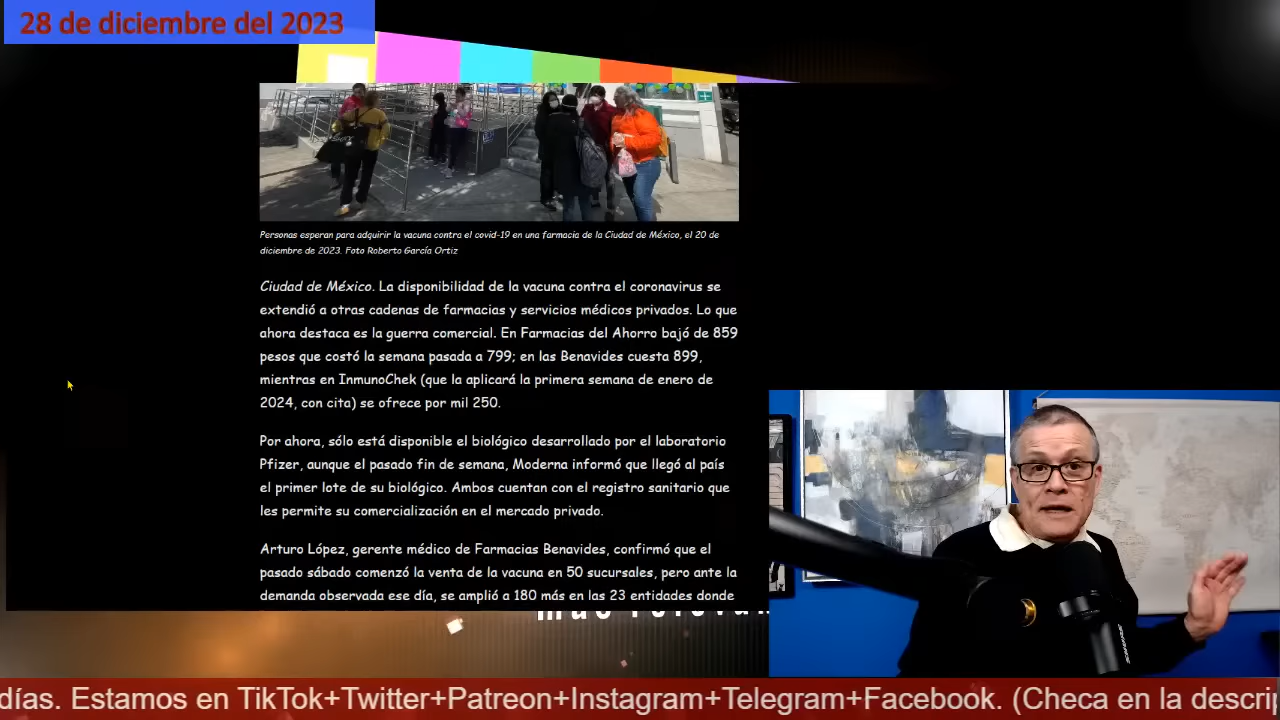 28 de diciembre del 2023
Personas esperan para adquirir la vacuna contra el covid-19 en una farmacia de la Ciudad de México, el 20 de
diciembre de 2023. Foto Roberto García Ortiz
Ciudad de México. La disponibilidad de la vacuna contra el coronavirus se
extendió a otras cadenas de farmacias y servicios médicos privados. Lo que
ahora destaca es la guerra comercial. En Farmacias del Ahorro bajó de 859
pesos que costó la semana pasada a 799; en las Benavides cuesta 899,
mientras en InmunoChek (que la aplicará la primera semana de enero de
2024, con cita) se ofrece por mil 250.
Por ahora, sólo está disponible el biológico desarrollado por el laboratorio
Pfizer, aunque el pasado fin de semana, Moderna informó que llegó al país
el primer lote de su biológico. Ambos cuentan con el registro sanitario que
les permite su comercialización en el mercado privado.
Arturo López, gerente médico de Farmacias Benavides, confirmó que el
pasado sábado comenzó la venta de la vacuna en 50 sucursales, pero ante la
demanda observada ese día, se amplió a 180 más en las 23 entidades donde
días. Estamos en TikTok+Twitter+Patreon+Instagram+Telegram+Facebook. (Checa en la descrip